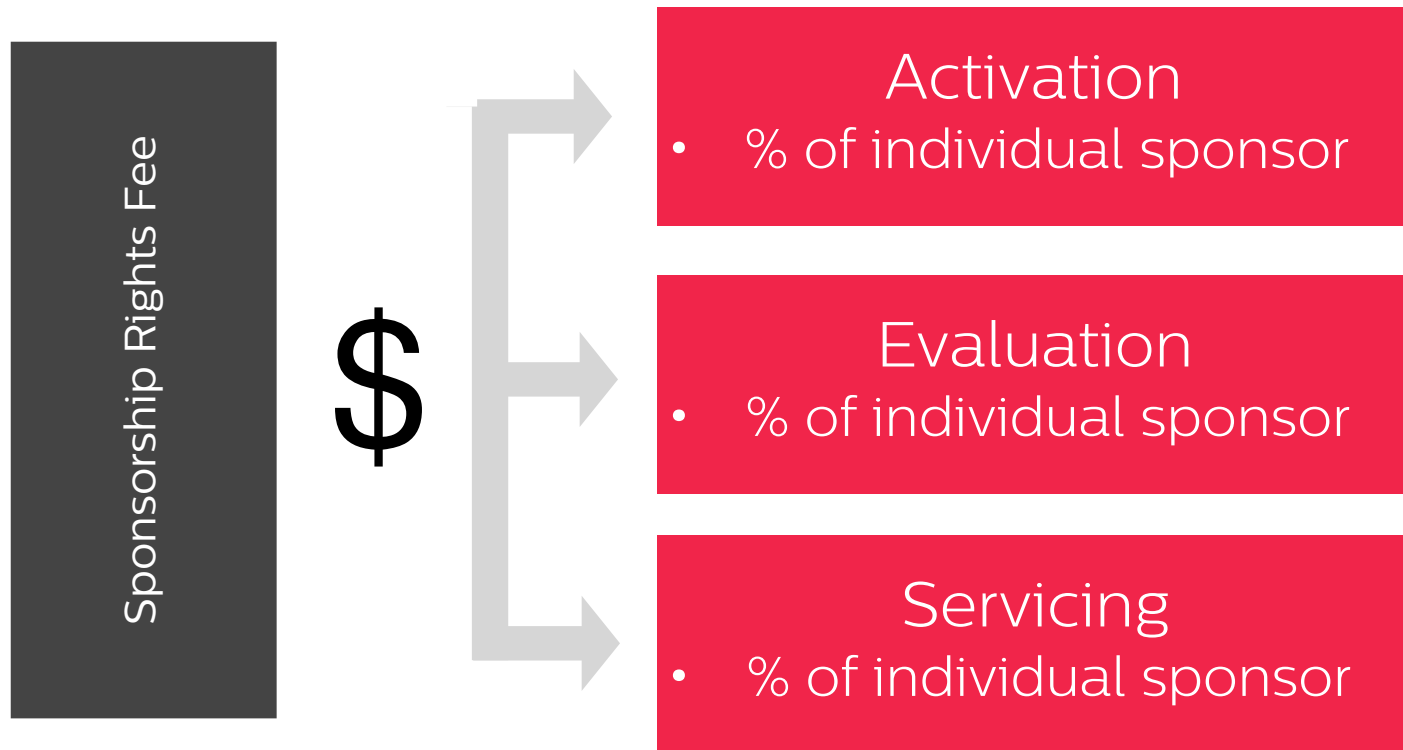 Sponsorship Rights Fee
$
Activation
• % of individual sponsor
Evaluation
• % of individual sponsor
Servicing
• % of individual sponsor